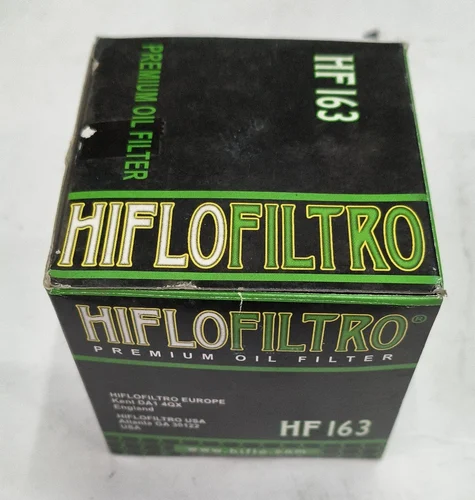 PREMIUM OIL FILTER
HF163
HIFLOFILTRO
HIFLOFILTRO®
PREMIUM OIL FILTER
HIFLOFILTRO EUROPE
Kent DA1 4QX
England
HIFLOFILTRO USA
Atlanta GA 30122
USA
HF163
www.hiflo.com